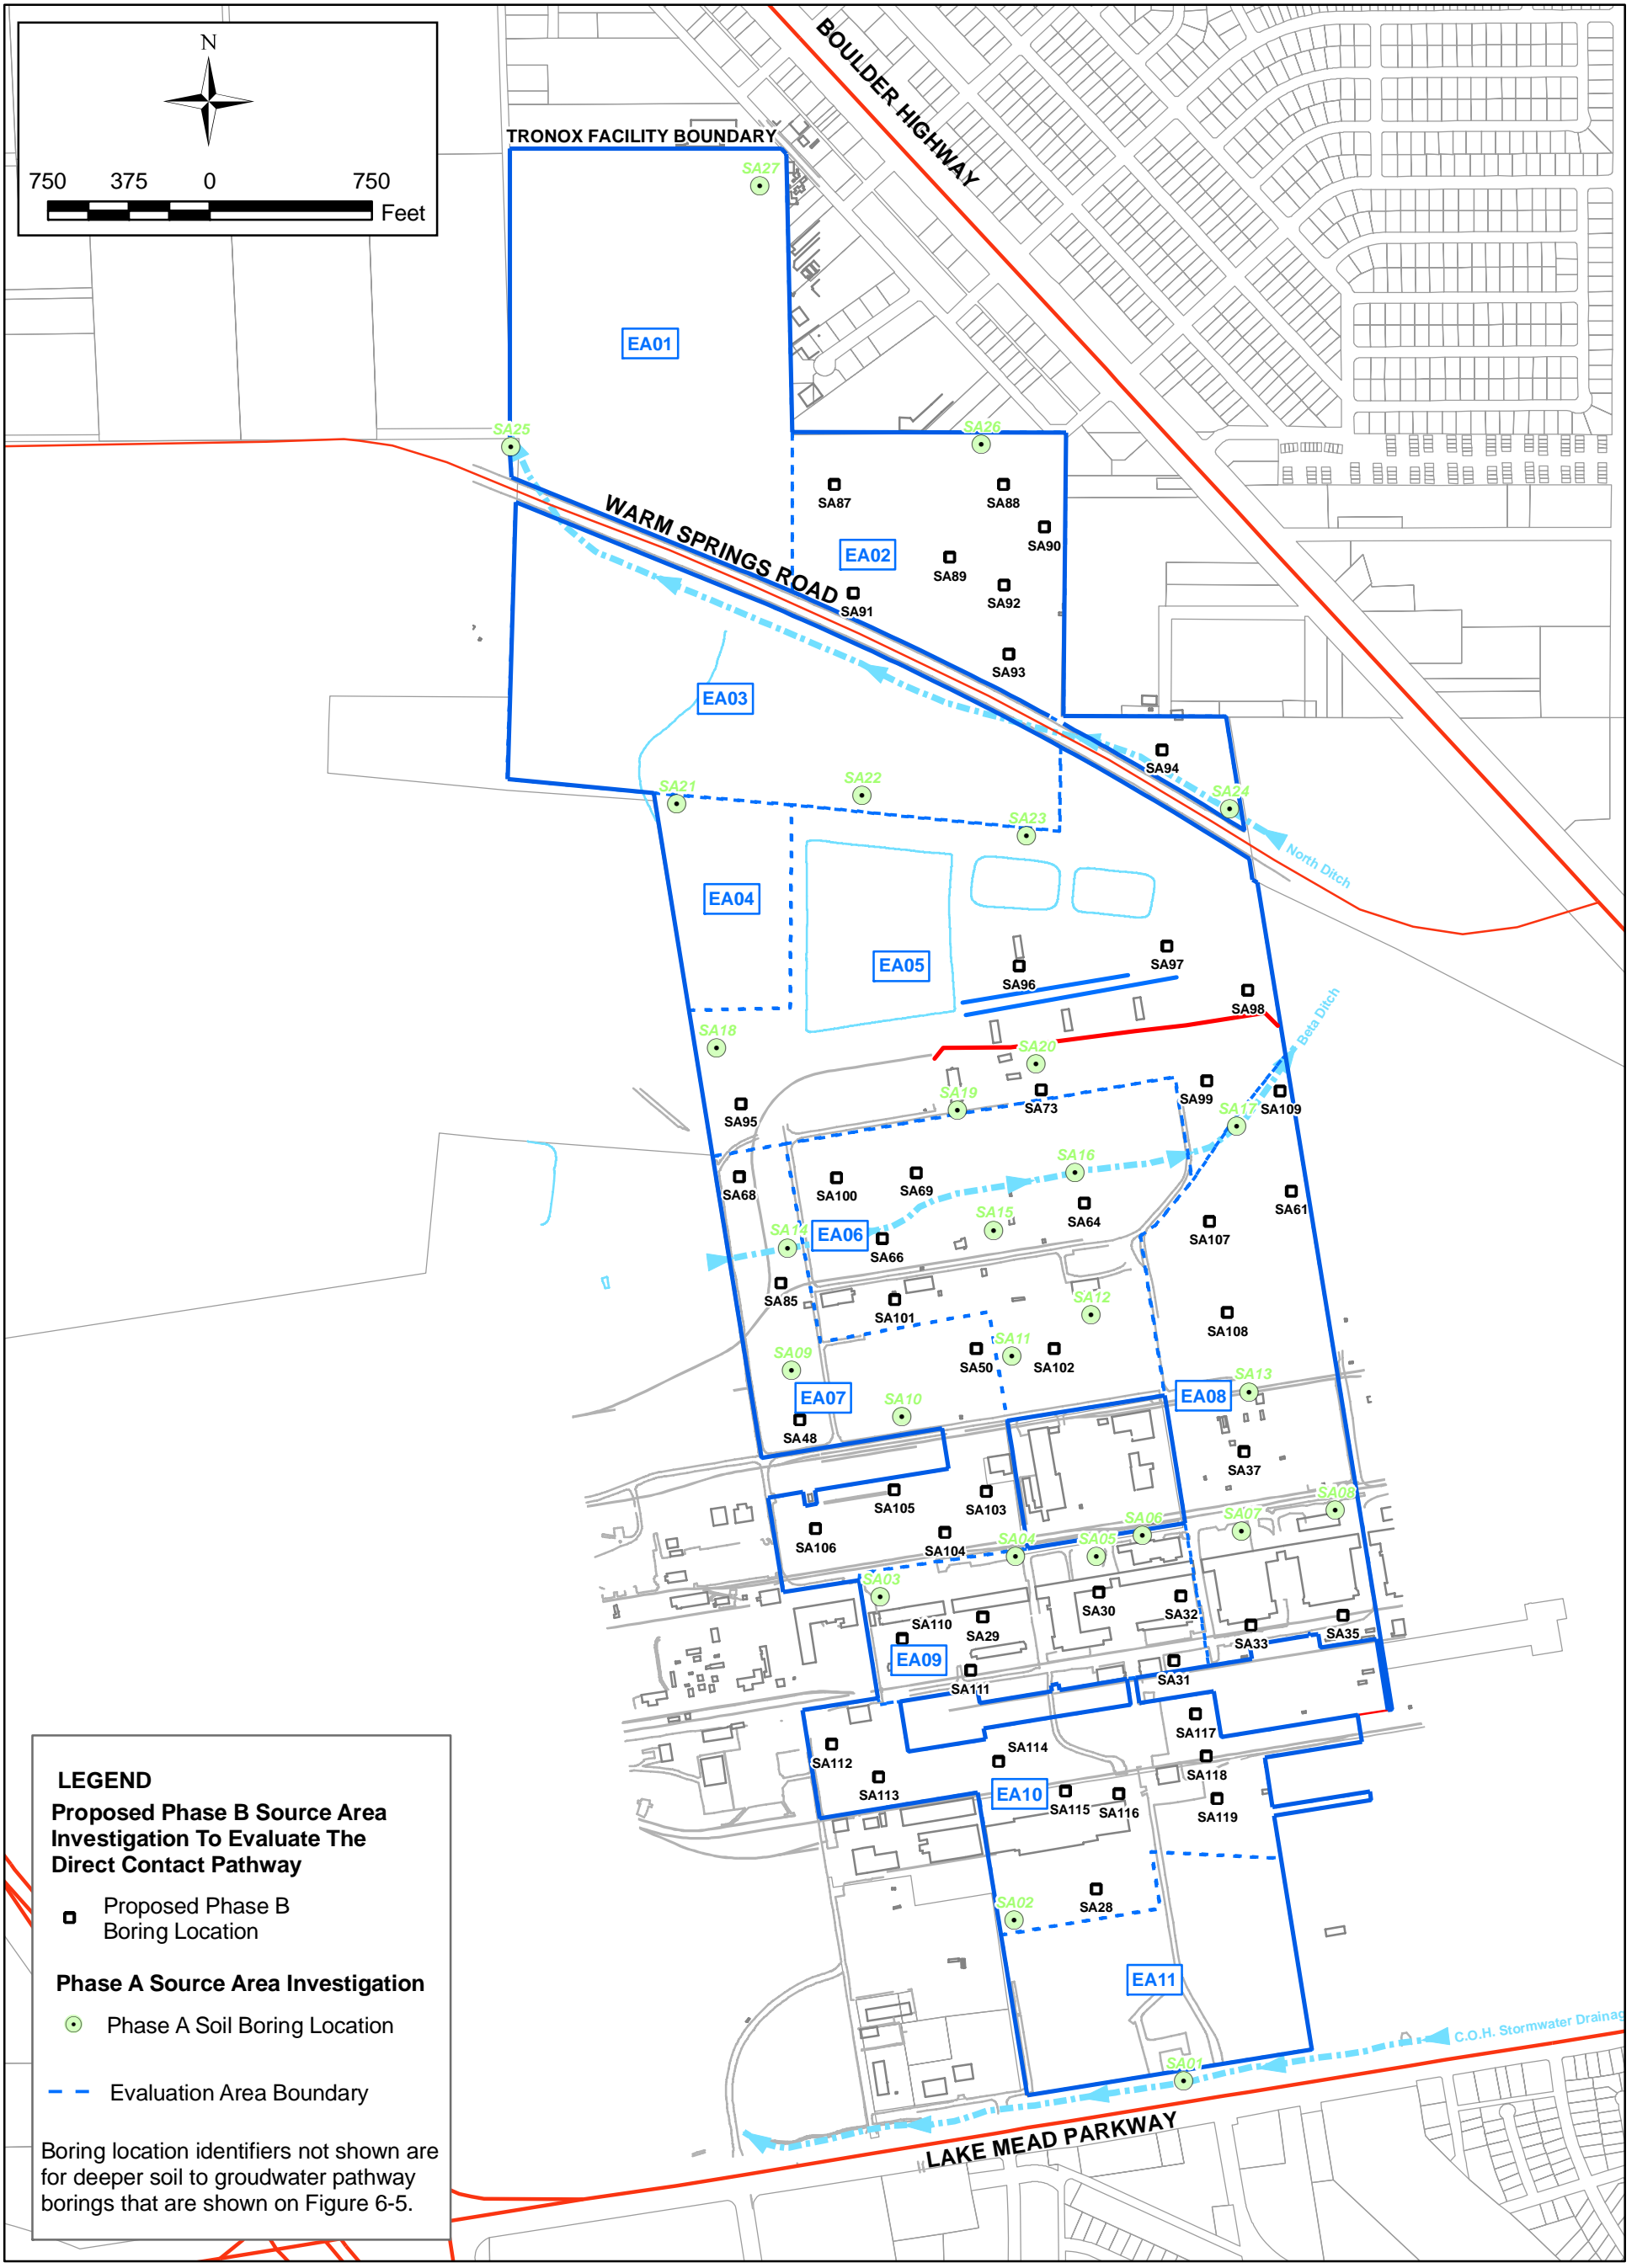 N
750 375 0 750
Feet
BOULDER HIGHWAY
TRONOX FACILITY BOUNDARY
SA27
EA01
SA25
SA26
SA87
SA88
WARM SPRINGS ROAD
SA90
EA02
SA89
SA92
SA91
SA93
EA03
SA94
SA21
SA22
SA24
SA23
North Ditch
EA04
EA05
SA97
SA96
SA98
SA18
Beta Ditch
SA20
SA19
SA73
SA99
SA109
SA95
SA17
SA16
SA68
SA100
SA69
SA64
SA61
SA14
EA06
SA15
SA66
SA107
SA85
SA101
SA12
SA108
SA09
SA50
SA11
SA102
EA07
SA10
EA08
SA13
SA48
SA37
SA105
SA103
SA08
SA106
SA104
SA04
SA05
SA06
SA07
SA03
SA30
SA32
SA110
SA29
SA33
SA35
EA09
SA111
SA31
SA117
SA112
SA114
SA118
SA113
EA10
SA115
SA116
SA119
SA02
SA28
EA11
C.O.H. Stormwater Drainag
SA01
LAKE MEAD PARKWAY
LEGEND
Proposed Phase B Source Area
Investigation To Evaluate The
Direct Contact Pathway
Proposed Phase B
Boring Location
Phase A Source Area Investigation
Phase A Soil Boring Location
Evaluation Area Boundary
Boring location identifiers not shown are
for deeper soil to groudwater pathway
borings that are shown on Figure 6-5.